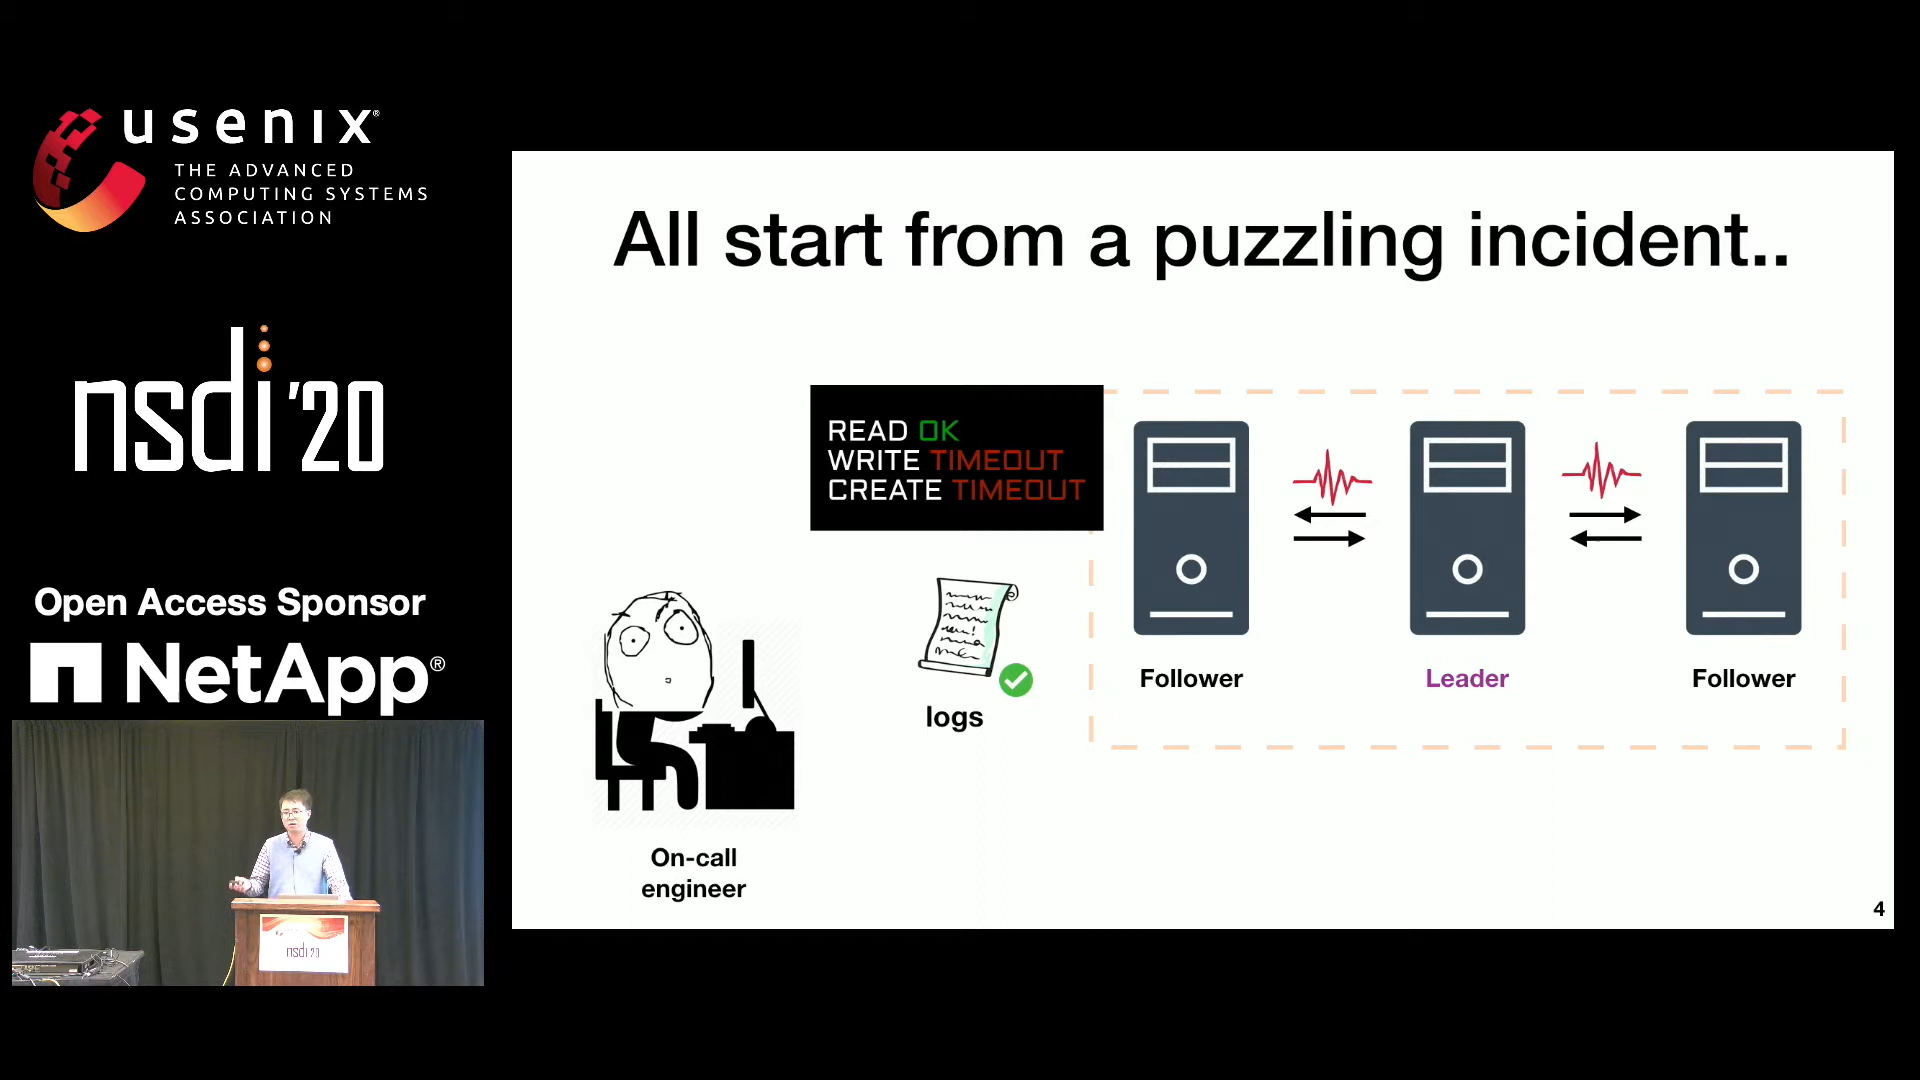 usenix®
THE ADVANCED
COMPUTING SYSTEMS
ASSOCIATION
nsdi '20
Open Access Sponsor
NetApp®
nsdi '20
All start from a puzzling incident..
READ OK
WRITE TIMEOUT
CREATE TIMEOUT
logs
On-call
engineer
Follower
Leader
Follower
4